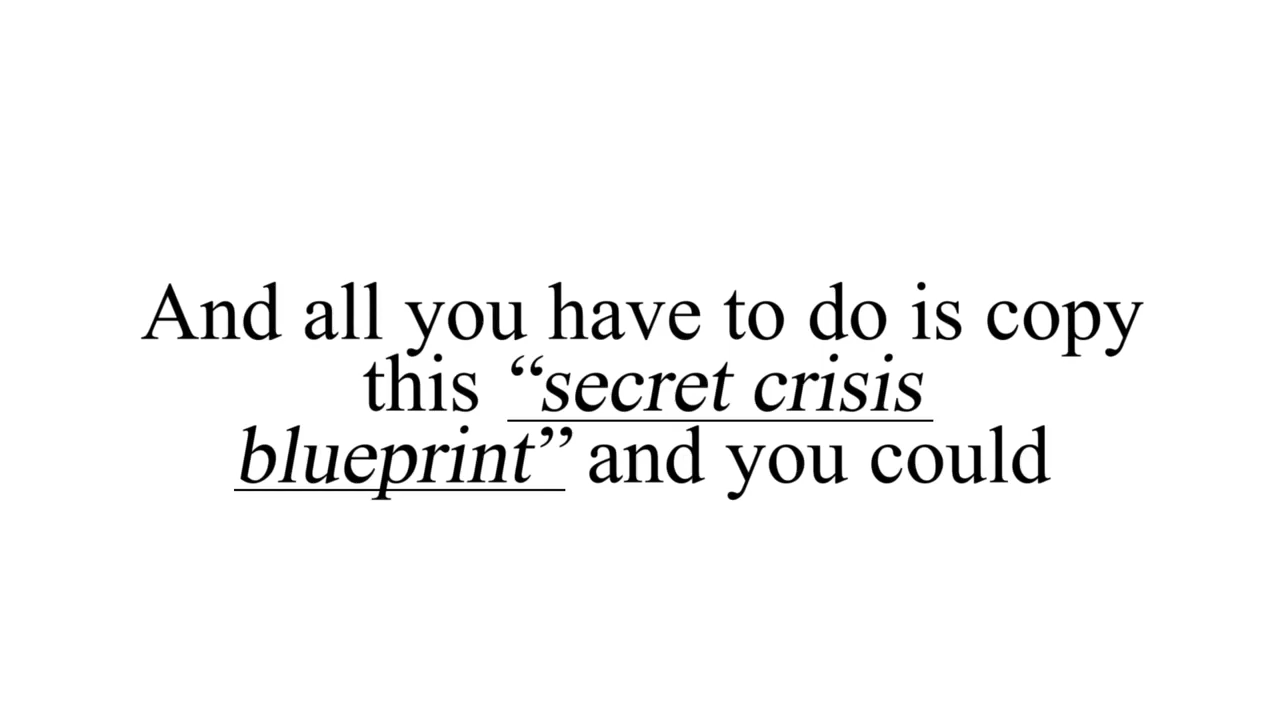 And all you have to do is copy
this “secret crisis
blueprint” and you could